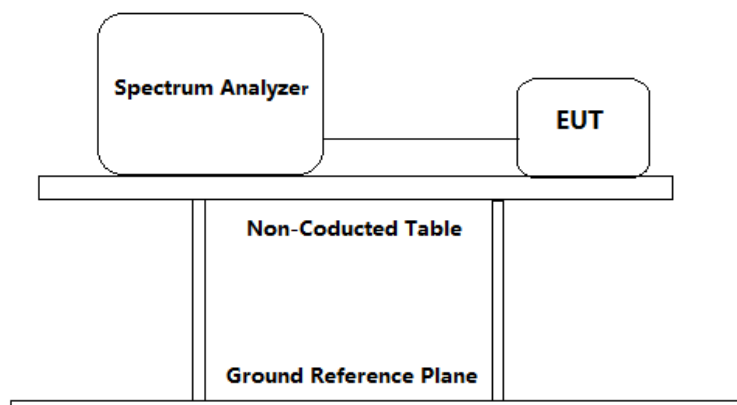 Spectrum Analyzer
EUT
Non-Coducted Table
Ground Reference Plane